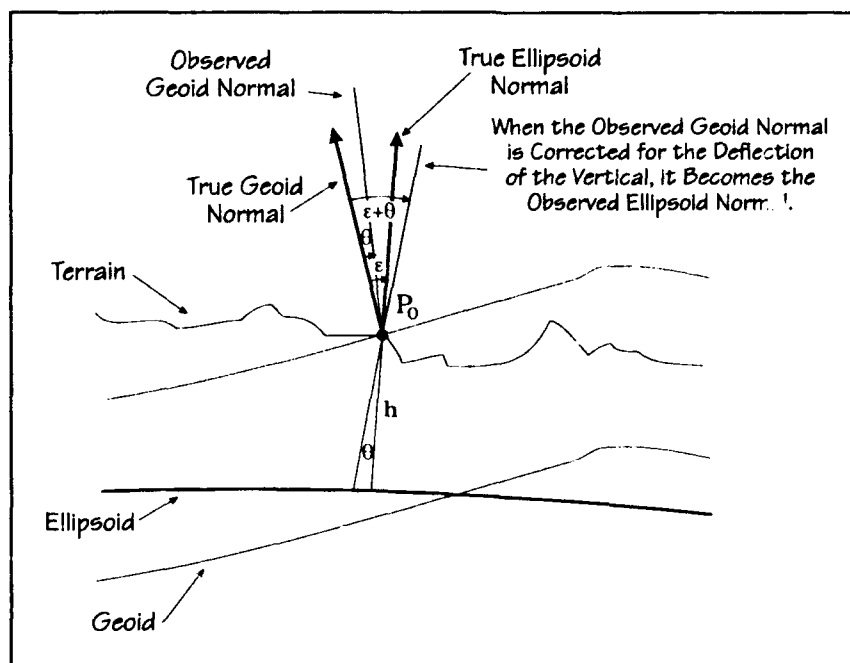 Observed
Geoid Normal
True Ellipsoid
Normal
When the Observed Geoid Normal
is Corrected for the Deflection
of the Vertical, it Becomes the
Observed Ellipsoid
True Geoid
Normal
ε+θ
θ
ε
Terrain
P₀
h
θ
Ellipsoid
Geoid